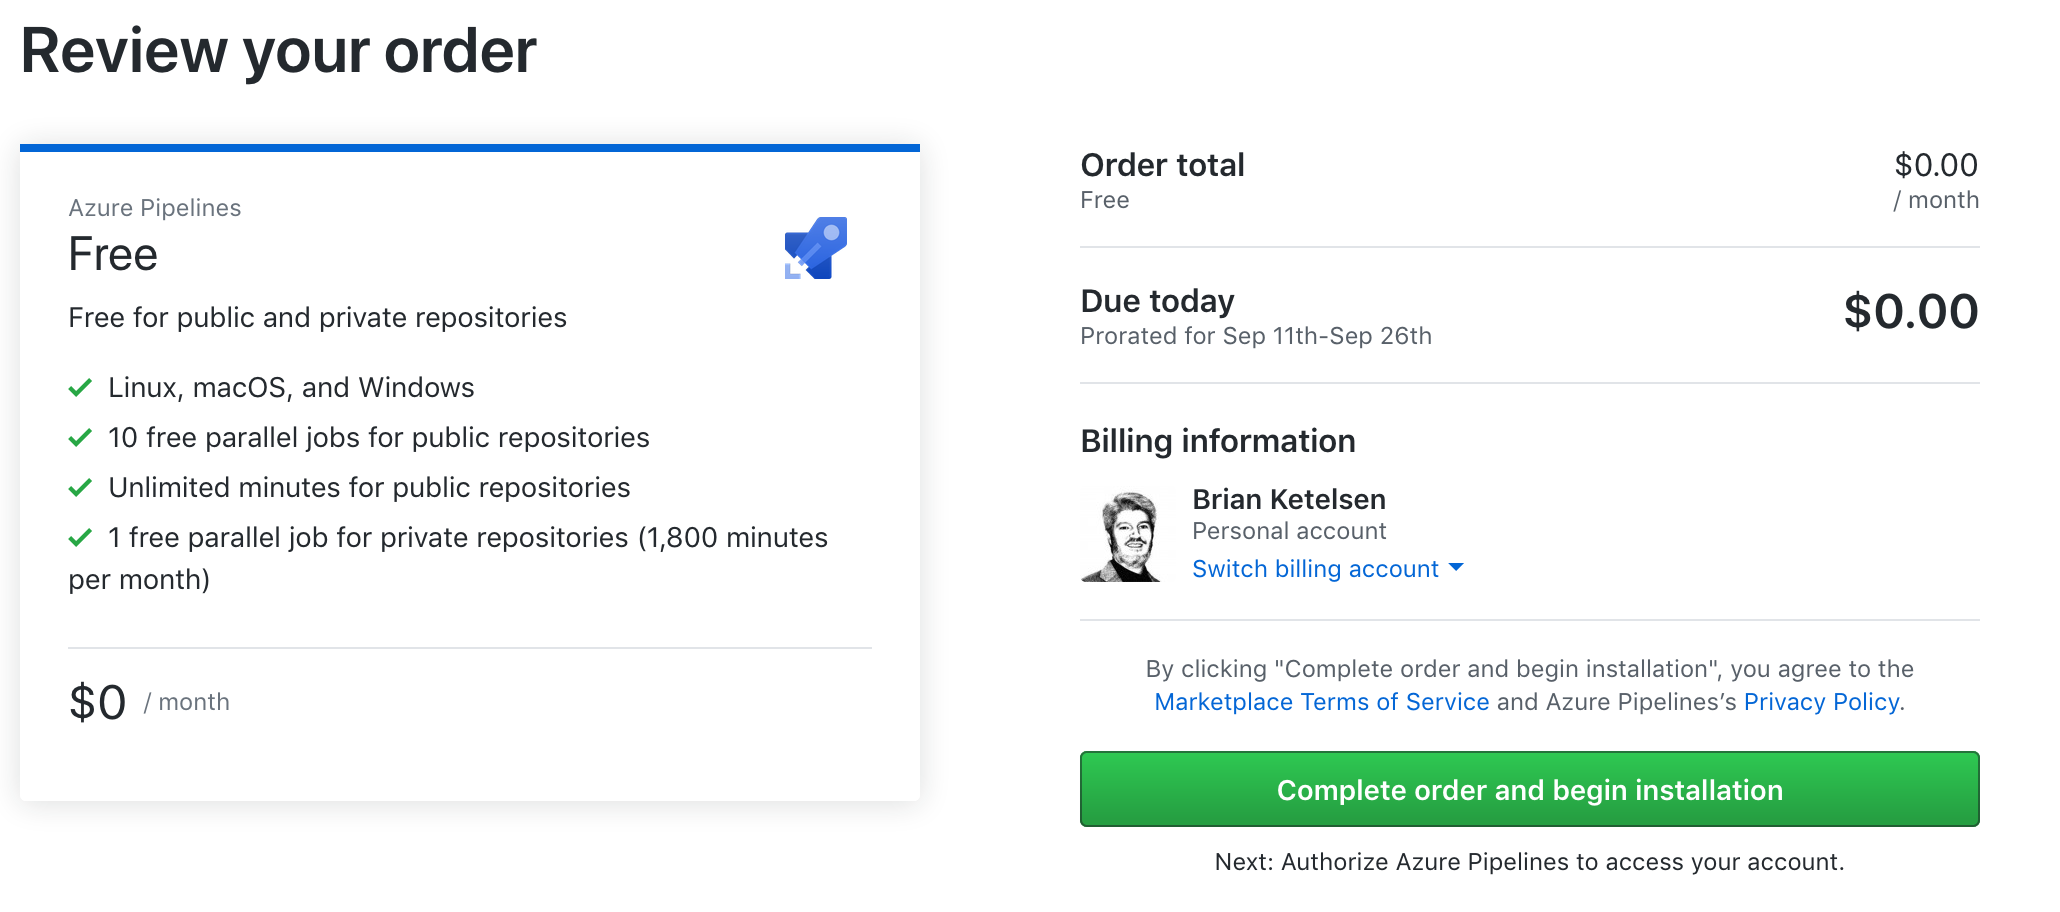 Review your order
Azure Pipelines
Free
Free for public and private repositories
Linux, macOS, and Windows
10 free parallel jobs for public repositories
Unlimited minutes for public repositories
1 free parallel job for private repositories (1,800 minutes
per month)
$0 / month
Order total $0.00
Free / month
Due today $0.00
Prorated for Sep 11th-Sep 26th
Billing information
Brian Ketelsen
Personal account
Switch billing account
By clicking "Complete order and begin installation", you agree to the
Marketplace Terms of Service and Azure Pipelines’s Privacy Policy.
Complete order and begin installation
Next: Authorize Azure Pipelines to access your account.